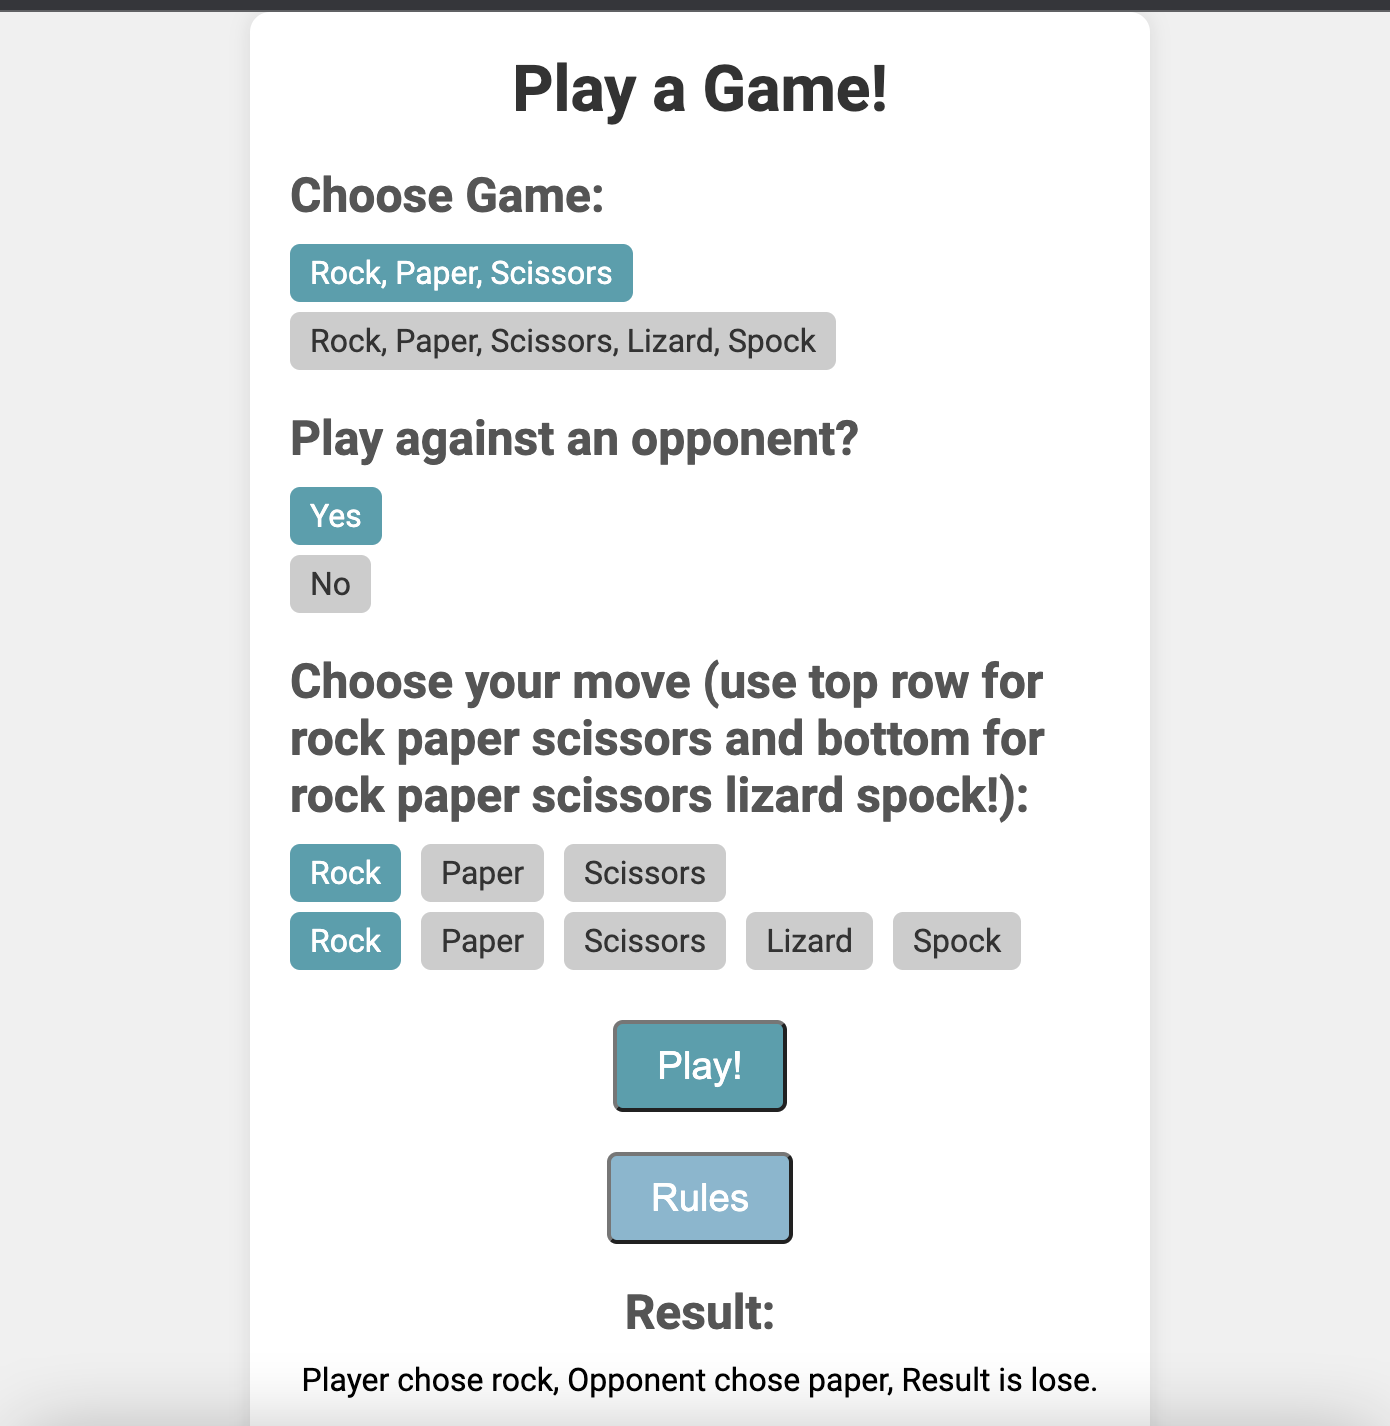 Play a Game!
Choose Game:
Rock, Paper, Scissors
Rock, Paper, Scissors, Lizard, Spock
Play against an opponent?
Yes
No
Choose your move (use top row for
rock paper scissors and bottom for
rock paper scissors lizard spock!):
Rock Paper Scissors
Rock Paper Scissors Lizard Spock
Play!
Rules
Result:
Player chose rock, Opponent chose paper, Result is lose.